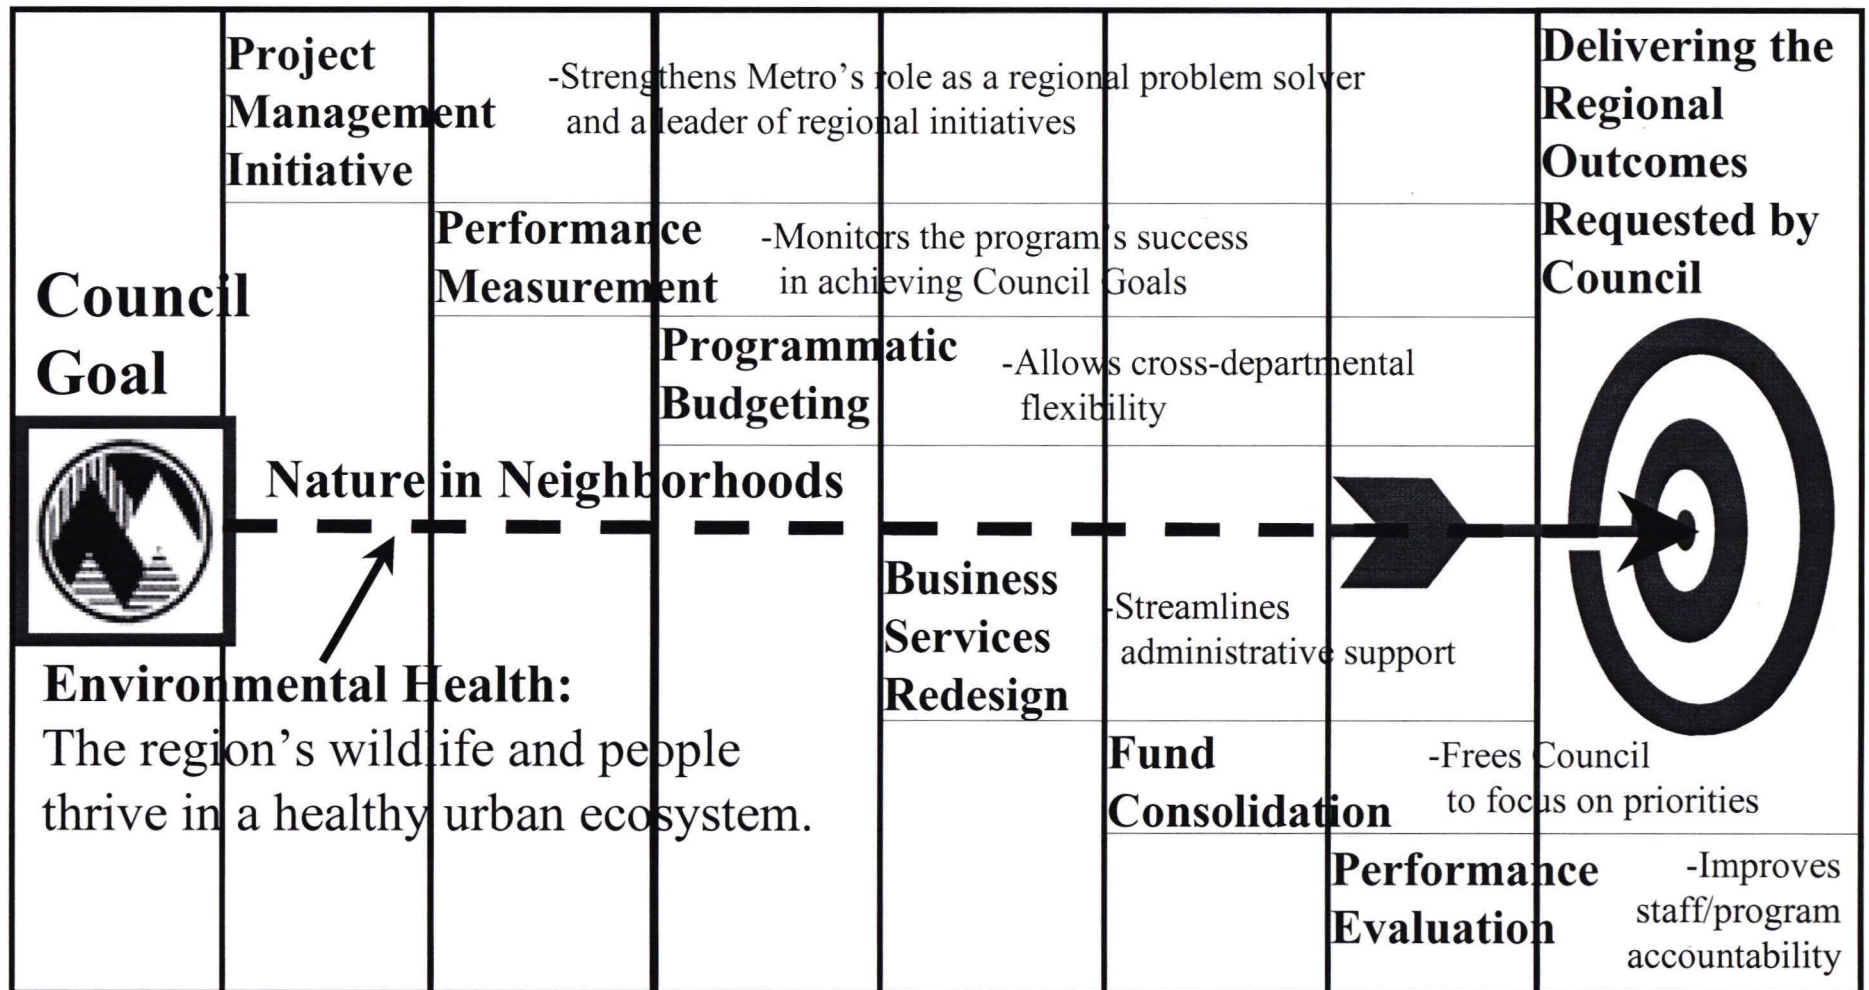 Project
Management
Initiative
-Strengthens Metro's role as a regional problem solver
and a leader of regional initiatives
Delivering the
Regional
Outcomes
Requested by
Council
Performance
Measurement
-Monitors the program's success
in achieving Council Goals
Council
Goal
Programmatic
Budgeting
-Allows cross-departmental
flexibility
Nature in Neighborhoods
Business
Services
Redesign
-Streamlines
administrative support
Environmental Health:
The region's wildlife and people
thrive in a healthy urban ecosystem.
Fund
Consolidation
-Frees Council
to focus on priorities
Performance
Evaluation
-Improves
staff/program
accountability